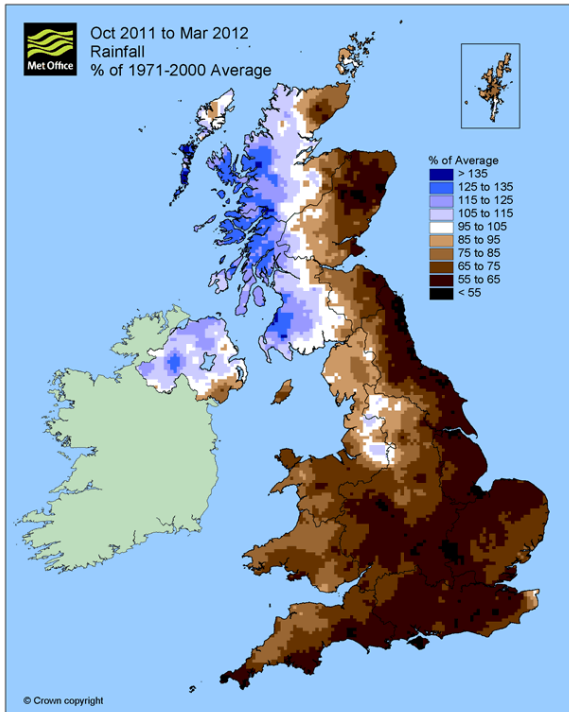 Met Office
Oct 2011 to Mar 2012
Rainfall
% of 1971-2000 Average
% of Average
> 135
125 to 135
115 to 125
105 to 115
95 to 105
85 to 95
75 to 85
65 to 75
55 to 65
< 55
© Crown copyright